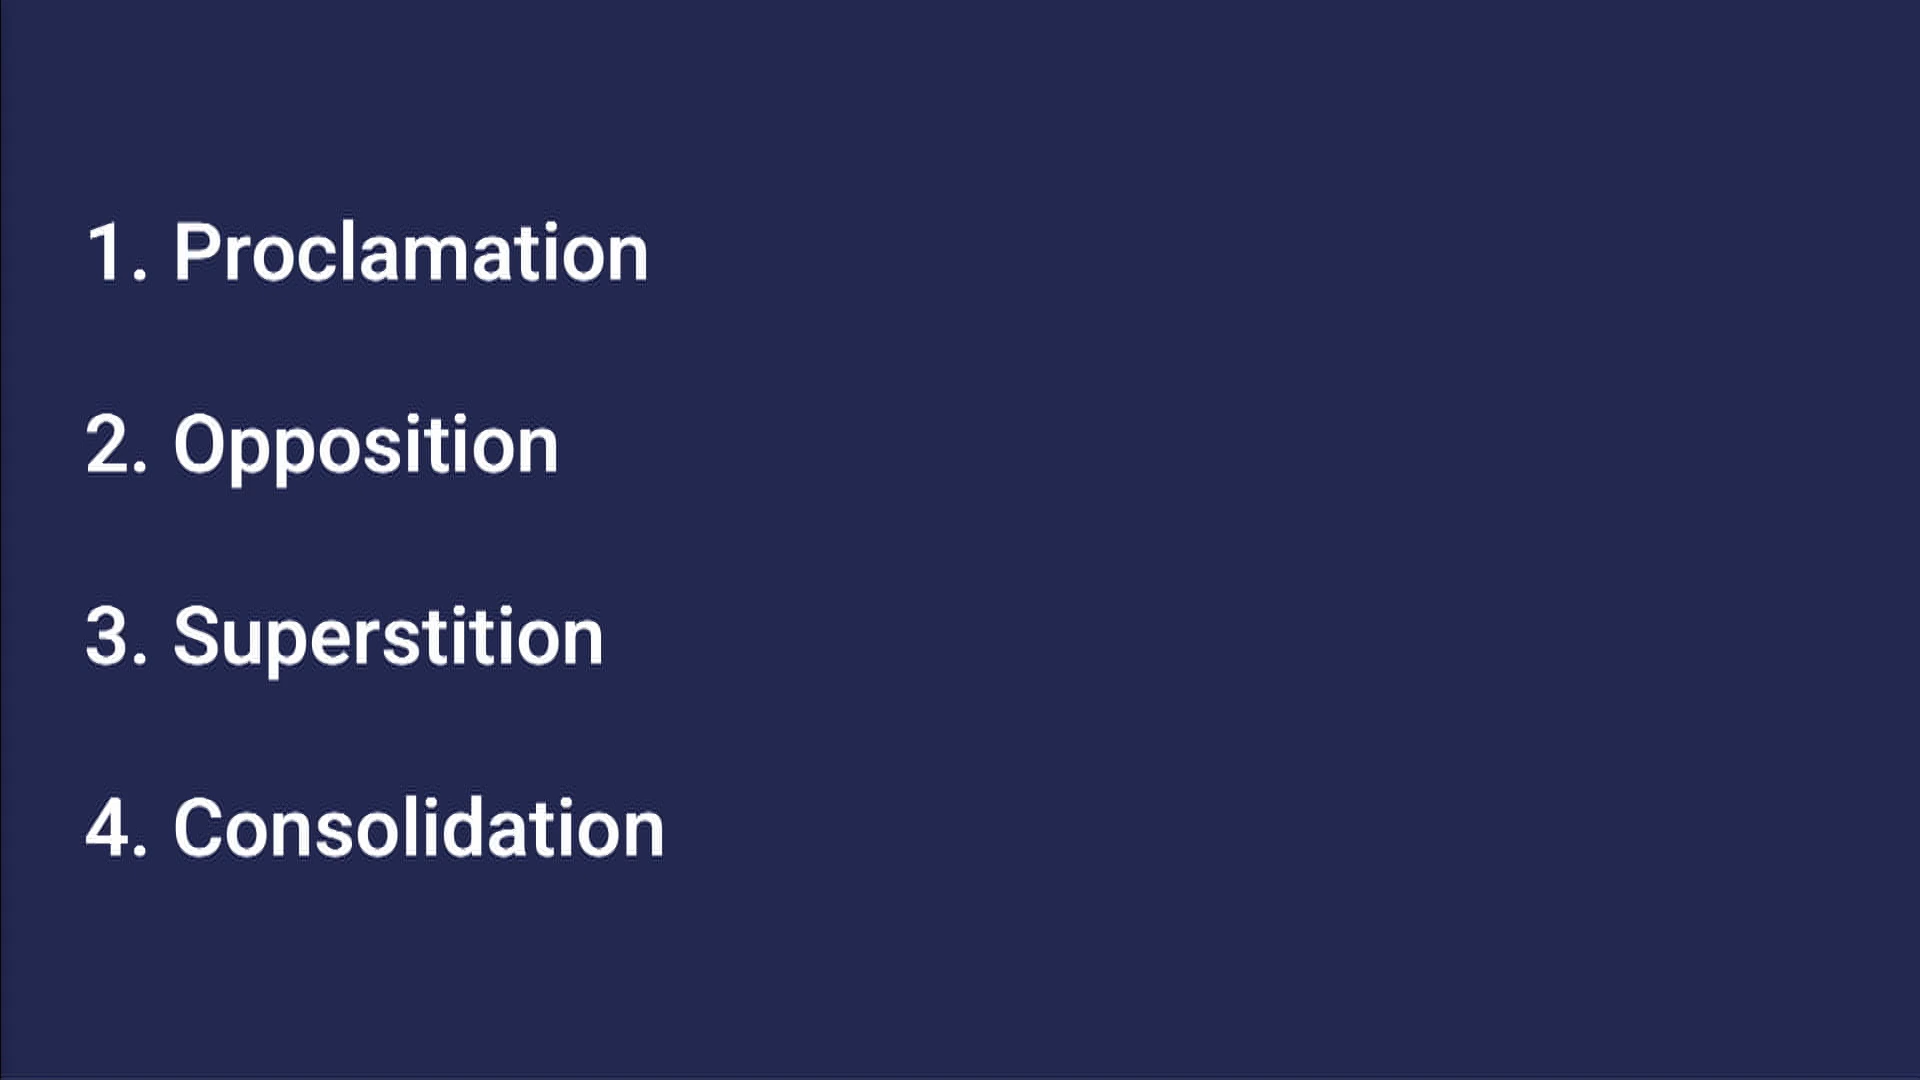 1. Proclamation
2. Opposition
3. Superstition
4. Consolidation